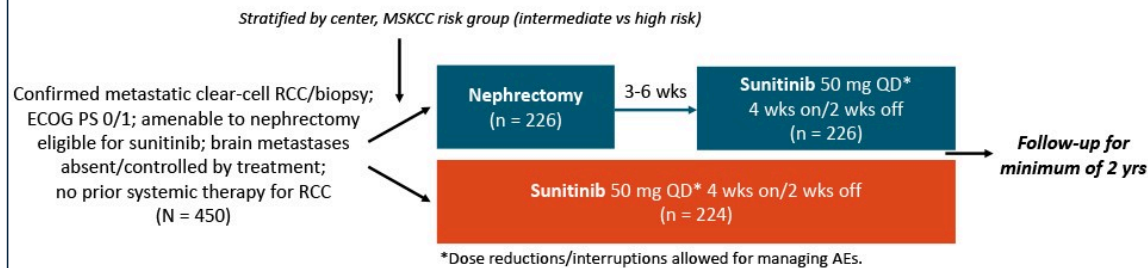 Stratified by center, MSKCC risk group (intermediate vs high risk)
Confirmed metastatic clear-cell RCC/biopsy;
ECOG PS 0/1; amenable to nephrectomy
eligible for sunitinib; brain metastases
absent/controlled by treatment;
no prior systemic therapy for RCC
(N = 450)
Nephrectomy
(n = 226)
3-6 wks
Sunitinib 50 mg QD*
4 wks on/2 wks off
(n = 226)
Sunitinib 50 mg QD* 4 wks on/2 wks off
(n = 224)
Follow-up for
minimum of 2 yrs
*Dose reductions/interruptions allowed for managing AEs.